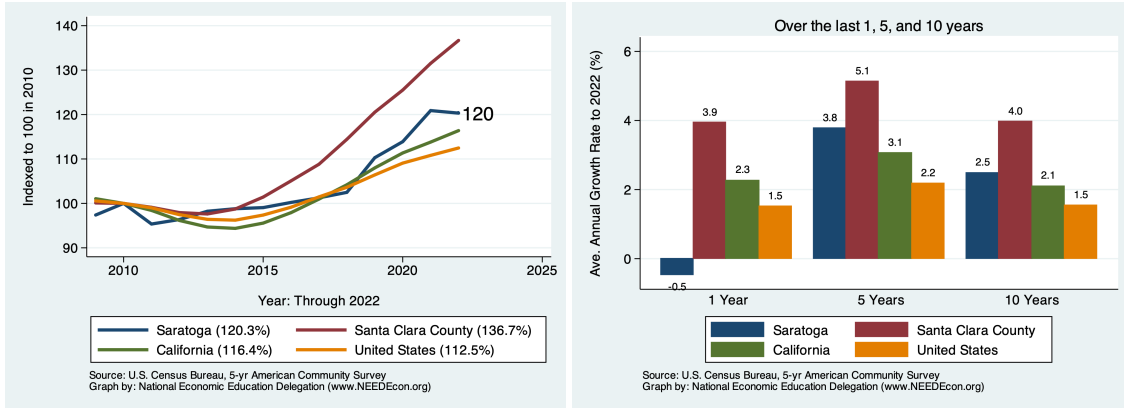 Indexed to 100 in 2010
140
130
120
110
100
90
120
2010
2015
2020
2025
Year: Through 2022
Saratoga (120.3%)
Santa Clara County (136.7%)
California (116.4%)
United States (112.5%)
Source: U.S. Census Bureau, 5-yr American Community Survey
Graph by: National Economic Education Delegation (www.NEEDEcon.org)
Over the last 1, 5, and 10 years
Ave. Annual Growth Rate to 2022 (%)
6
4
2
0
-0.5
3.9
2.3
1.5
3.8
5.1
3.1
2.2
2.5
4.0
2.1
1.5
1 Year
5 Years
10 Years
Saratoga
Santa Clara County
California
United States
Source: U.S. Census Bureau, 5-yr American Community Survey
Graph by: National Economic Education Delegation (www.NEEDEcon.org)